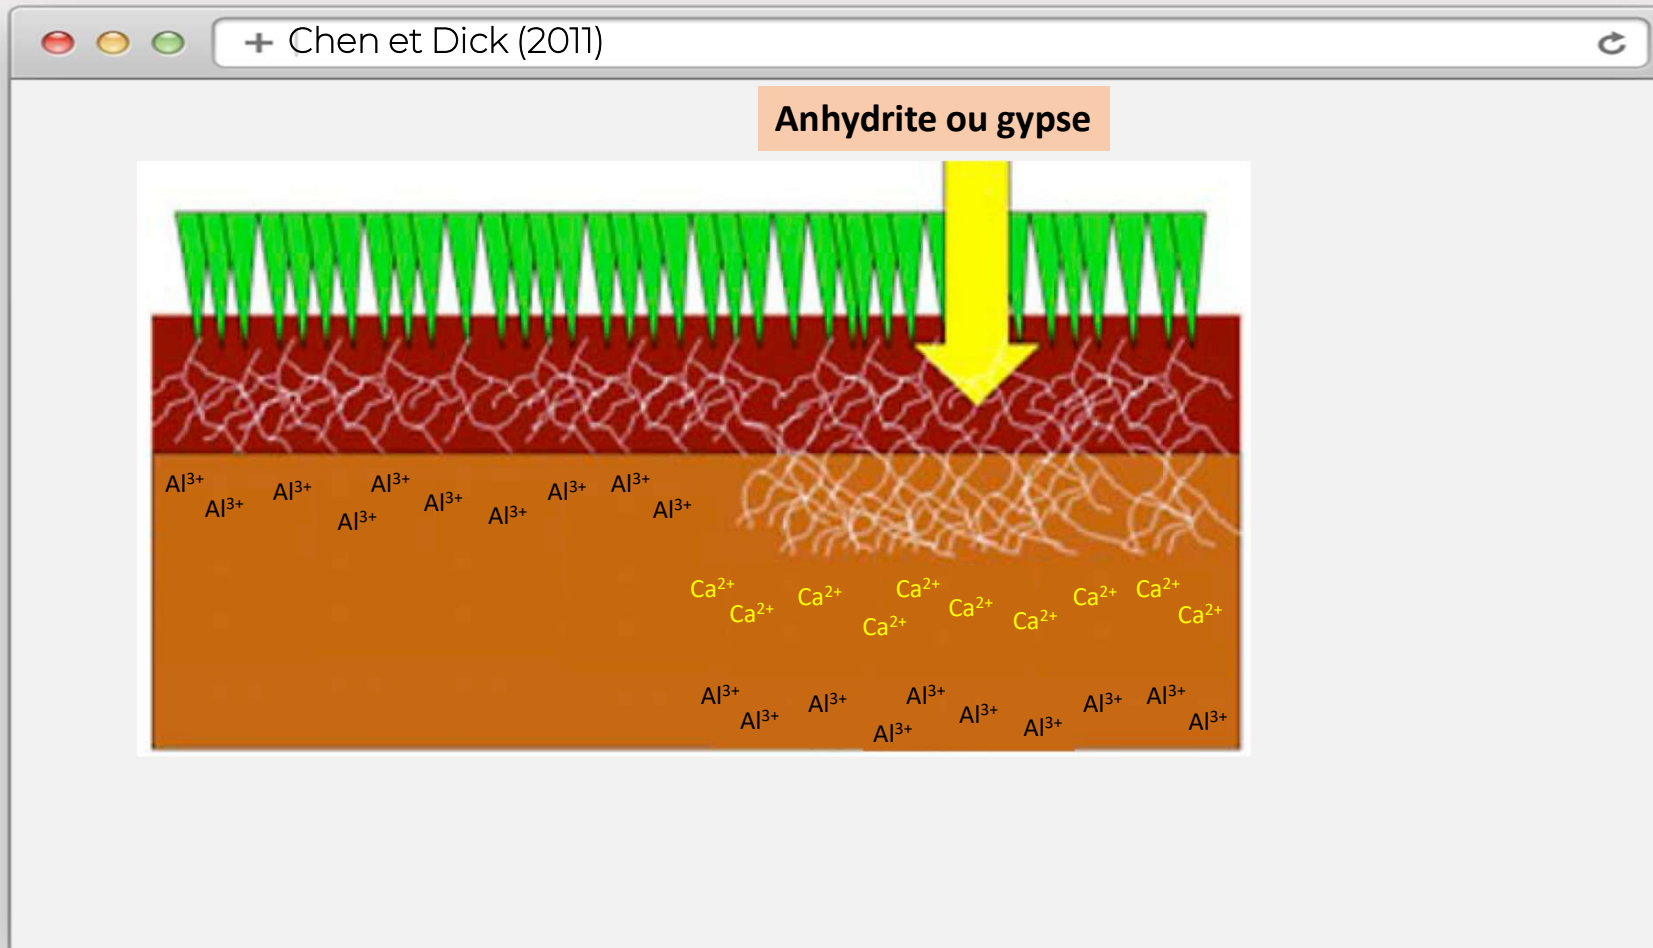 Chen et Dick (2011)
Anhydrite ou gypse
Al³⁺ Al³⁺ Al³⁺ Al³⁺ Al³⁺ Al³⁺ Al³⁺ Al³⁺ Al³⁺ Al³⁺
Ca²⁺ Ca²⁺ Ca²⁺ Ca²⁺ Ca²⁺ Ca²⁺ Ca²⁺ Ca²⁺ Ca²⁺ Ca²⁺
Al³⁺ Al³⁺ Al³⁺ Al³⁺ Al³⁺ Al³⁺ Al³⁺ Al³⁺ Al³⁺ Al³⁺